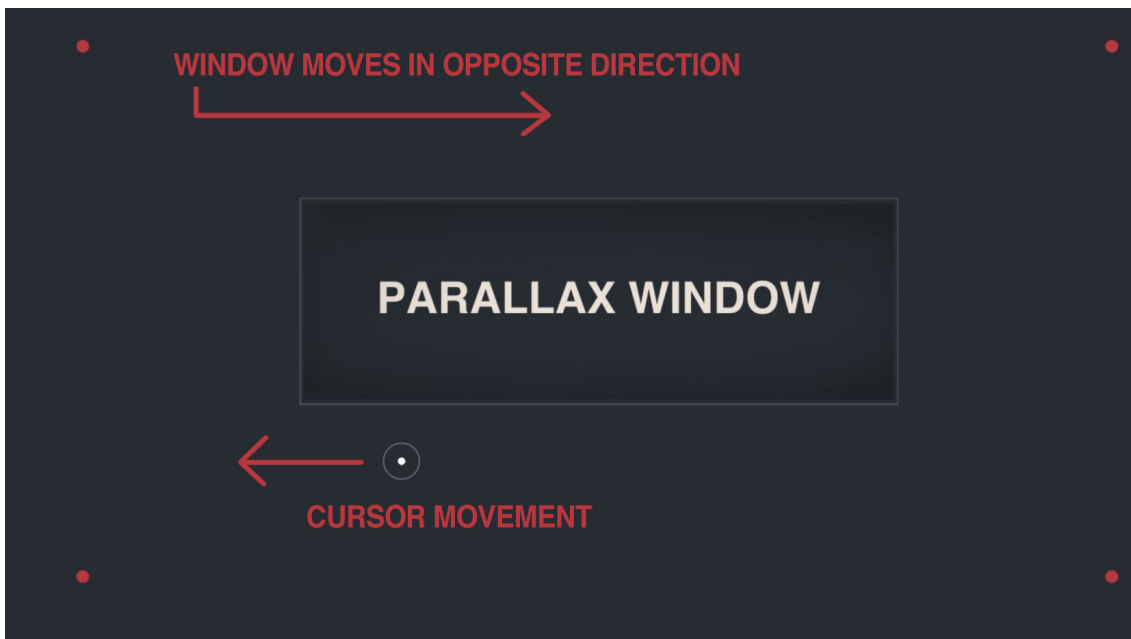 WINDOW MOVES IN OPPOSITE DIRECTION
PARALLAX WINDOW
CURSOR MOVEMENT